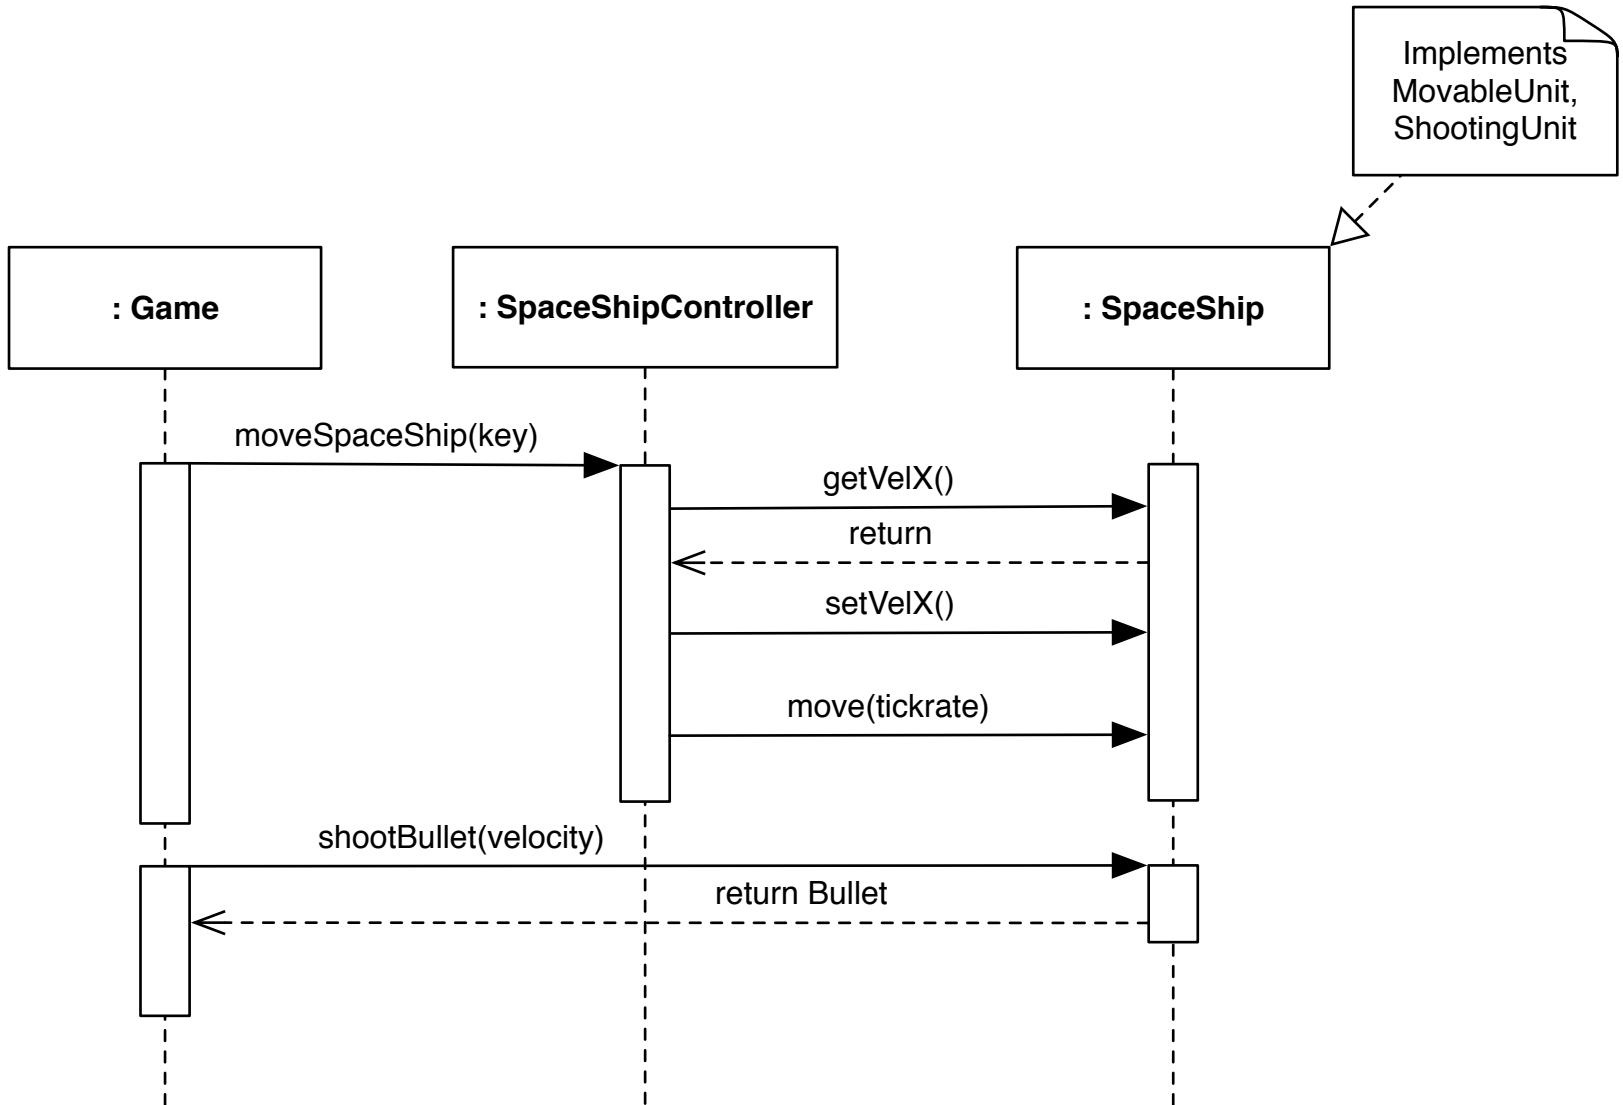 Implements
MovableUnit,
ShootingUnit
: Game
: SpaceShipController
: SpaceShip
moveSpaceShip(key)
getVelX()
return
setVelX()
move(tickrate)
shootBullet(velocity)
return Bullet